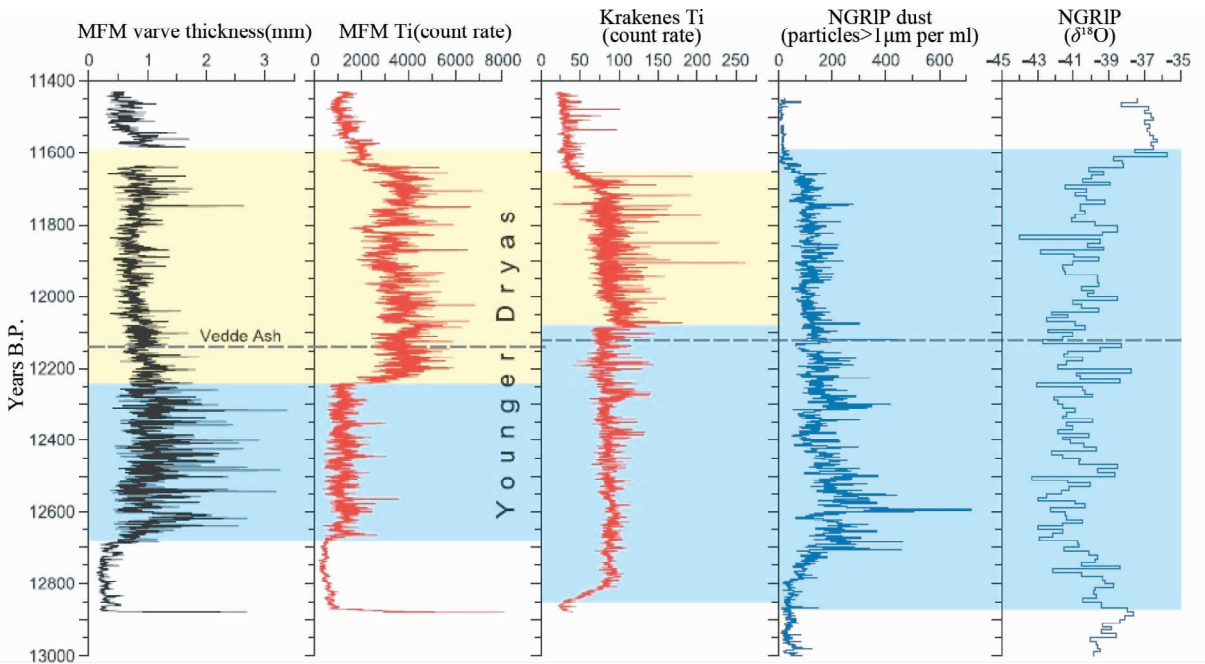 MFM varve thickness(mm)
MFM Ti(count rate)
Krakenes Ti
(count rate)
NGRIP dust
(particles>1μm per ml)
NGRIP
(δ¹⁸O)
0 1 2 3
0 2000 4000 6000 8000
0 50 100 150 200 250
0 200 400 600
-45 -43 -41 -39 -37 -35
Years B.P.
11400
11600
11800
12000
12200
12400
12600
12800
13000
Vedde Ash
Younger Dryas